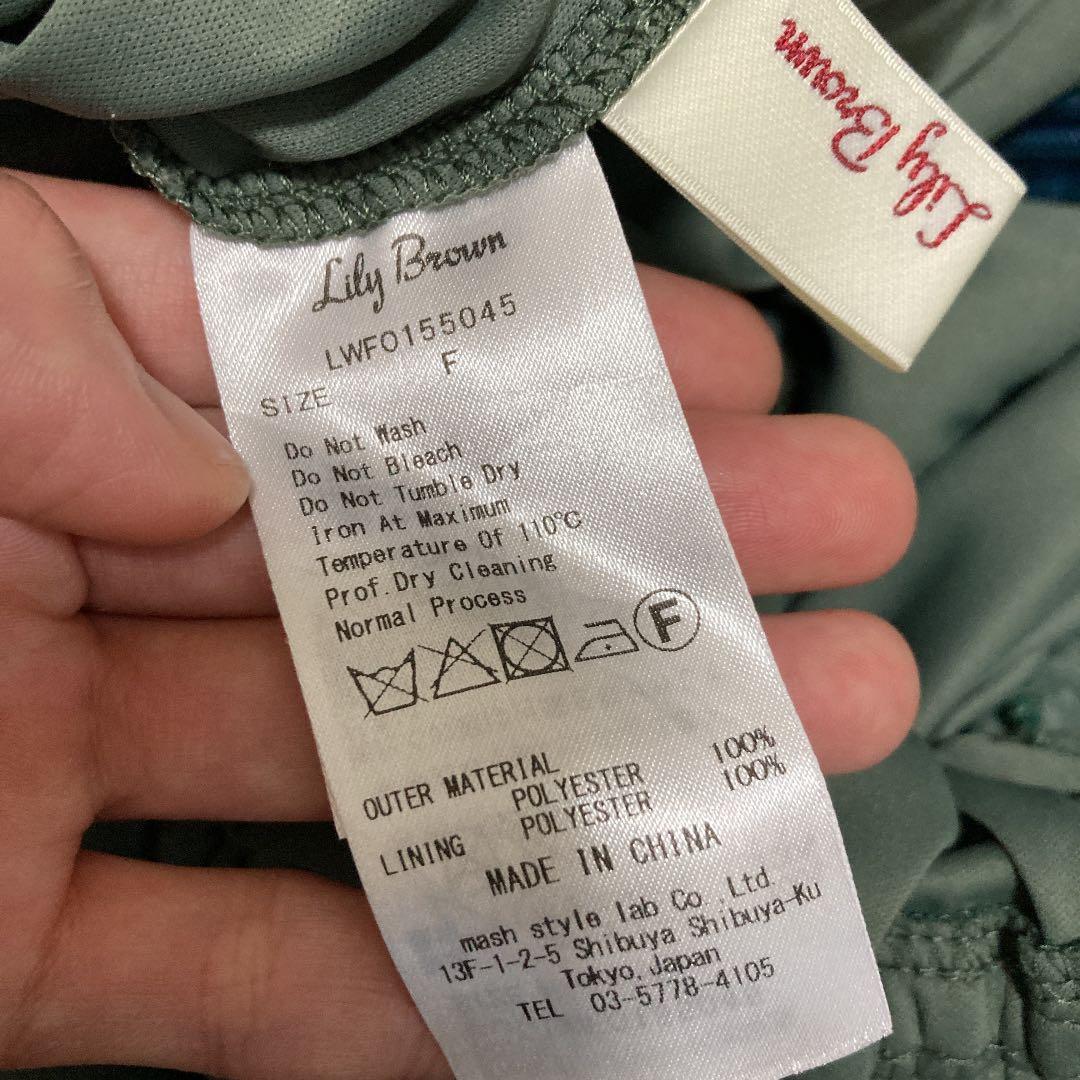 Lily Brown
Lily Brown
LWF0155045
SIZE F
Do Not Wash
Do Not Bleach
Do Not Tumble Dry
Iron At Maximum
Temperature Of 110℃
Prof.Dry Cleaning
Normal Process
F
OUTER MATERIAL
POLYESTER 100%
LINING POLYESTER 100%
MADE IN CHINA
mash style lab Co.,Ltd.
13F-1-2-5 Shibuya Shibuya-Ku
Tokyo,Japan
TEL 03-5778-4105